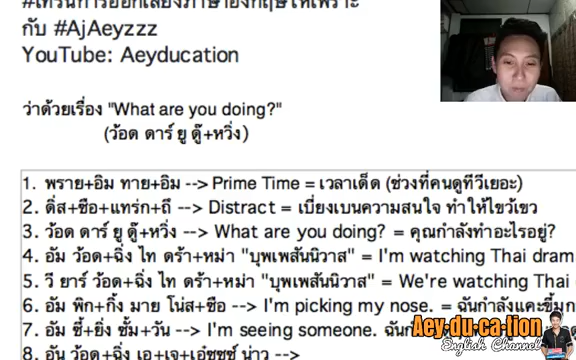 #เทรนการออกเสียงภาษาอังกฤษให้เพราะ
กับ #AjAeyzzz
YouTube: Aeyducation
ว่าด้วยเรื่อง "What are you doing?"
(ว้อด ดาร์ ยู ดู๊+หวิ่ง)
1. พราย+อิม ทาย+อิม --> Prime Time = เวลาเด็ด (ช่วงที่คนดูทีวีเยอะ)
2. ดิ่ส+ซือ+แทร่ก+ถึ --> Distract = เบี่ยงเบนความสนใจ ทำให้ไขว้เขว
3. ว้อด ดาร์ ยู ดู๊+หวิ่ง --> What are you doing? = คุณกำลังทำอะไรอยู่?
4. อัม ว้อด+ฉิ่ง ไท ดร้า+หม่า "บุพเพสันนิวาส" = I'm watching Thai dram
5. วี ยาร์ ว้อด+ฉิ่ง ไท ดร้า+หม่า "บุพเพสันนิวาส" = We're watching Thai
6. อัม พิก+กิ้ง มาย โน่ส+ซือ --> I'm picking my nose. = ฉันกำลังแคะขี้มูก
7. อัม ซี่+ยิ่ง ซั้ม+วัน --> I'm seeing someone.
8. อัน ว้อด+ฉิ่ง เอ+เจ+เอ๋ซซซ์ น่าว -->
Aey·du·ca·tion
English Channel